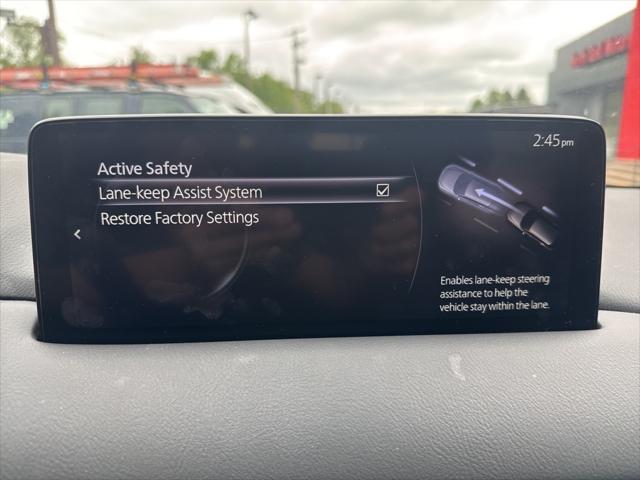 2:45pm
Active Safety
Lane-keep Assist System
Restore Factory Settings
Enables lane-keep steering
assistance to help the
vehicle stay within the lane.